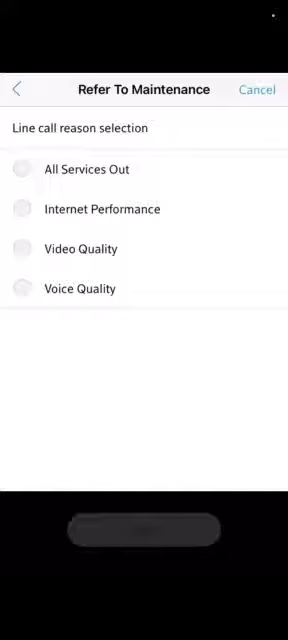 Refer To Maintenance
Cancel
Line call reason selection
All Services Out
Internet Performance
Video Quality
Voice Quality